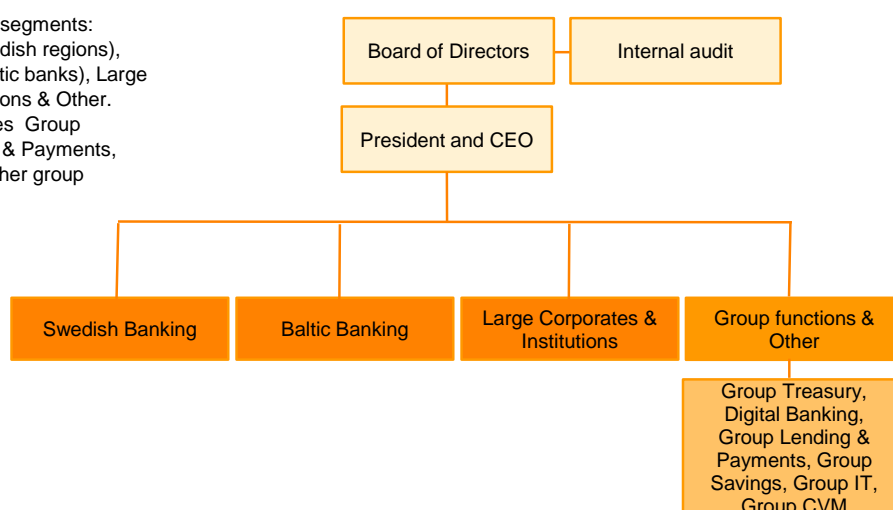 segments:
dish regions),
tic banks), Large
ons & Other.
es Group
& Payments,
her group
Board of Directors
Internal audit
President and CEO
Swedish Banking
Baltic Banking
Large Corporates &
Institutions
Group functions &
Other
Group Treasury,
Digital Banking,
Group Lending &
Payments, Group
Savings, Group IT,
Group CVM